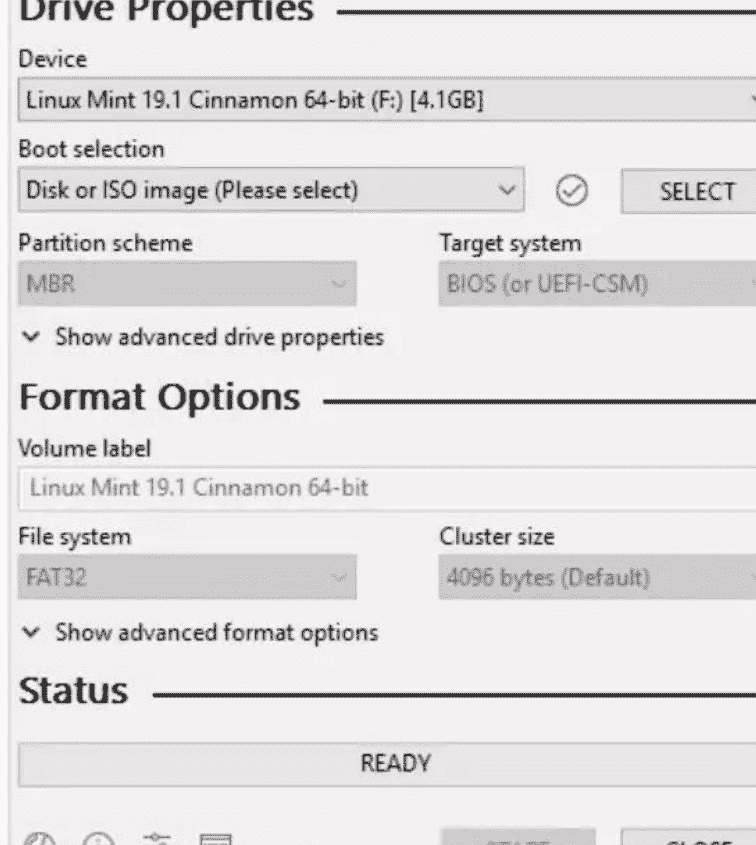 Drive Properties
Device
Linux Mint 19.1 Cinnamon 64-bit (F:) [4.1GB]
Boot selection
Disk or ISO image (Please select)
SELECT
Partition scheme
Target system
MBR
BIOS (or UEFI-CSM)
Show advanced drive properties
Format Options
Volume label
Linux Mint 19.1 Cinnamon 64-bit
File system
Cluster size
FAT32
4096 bytes (Default)
Show advanced format options
Status
READY
START
CLOSE